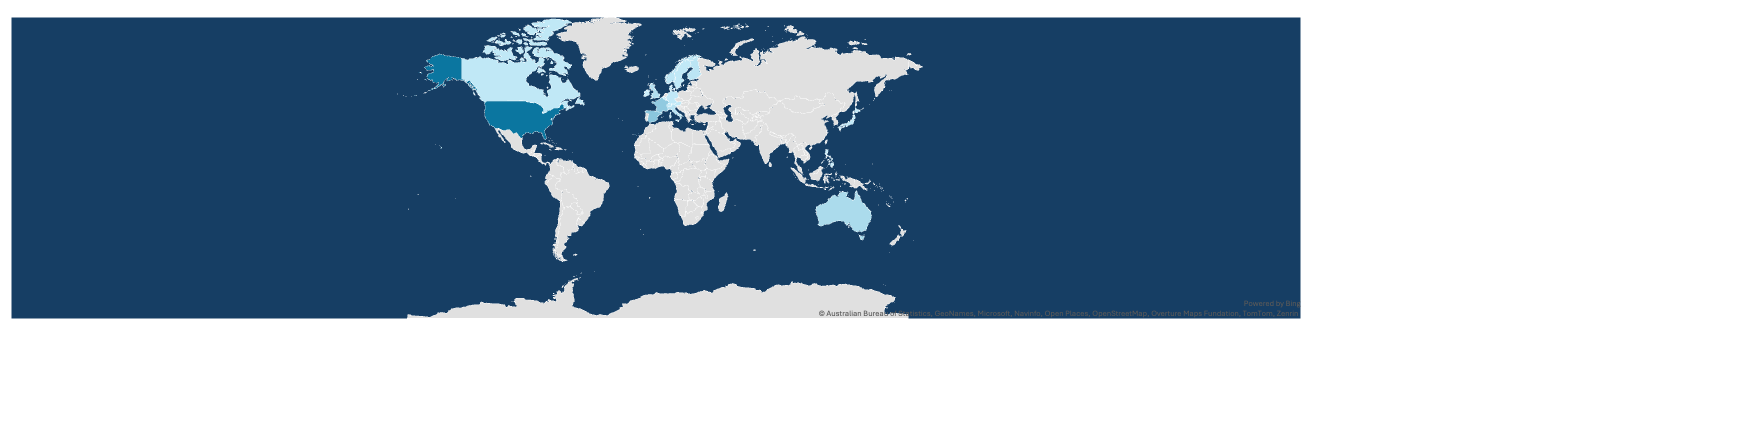 Powered by Bing
© Australian Bureau of Statistics, GeoNames, Microsoft, Navinfo, Open Places, OpenStreetMap, Overture Maps Fundation, TomTom, Zenrin